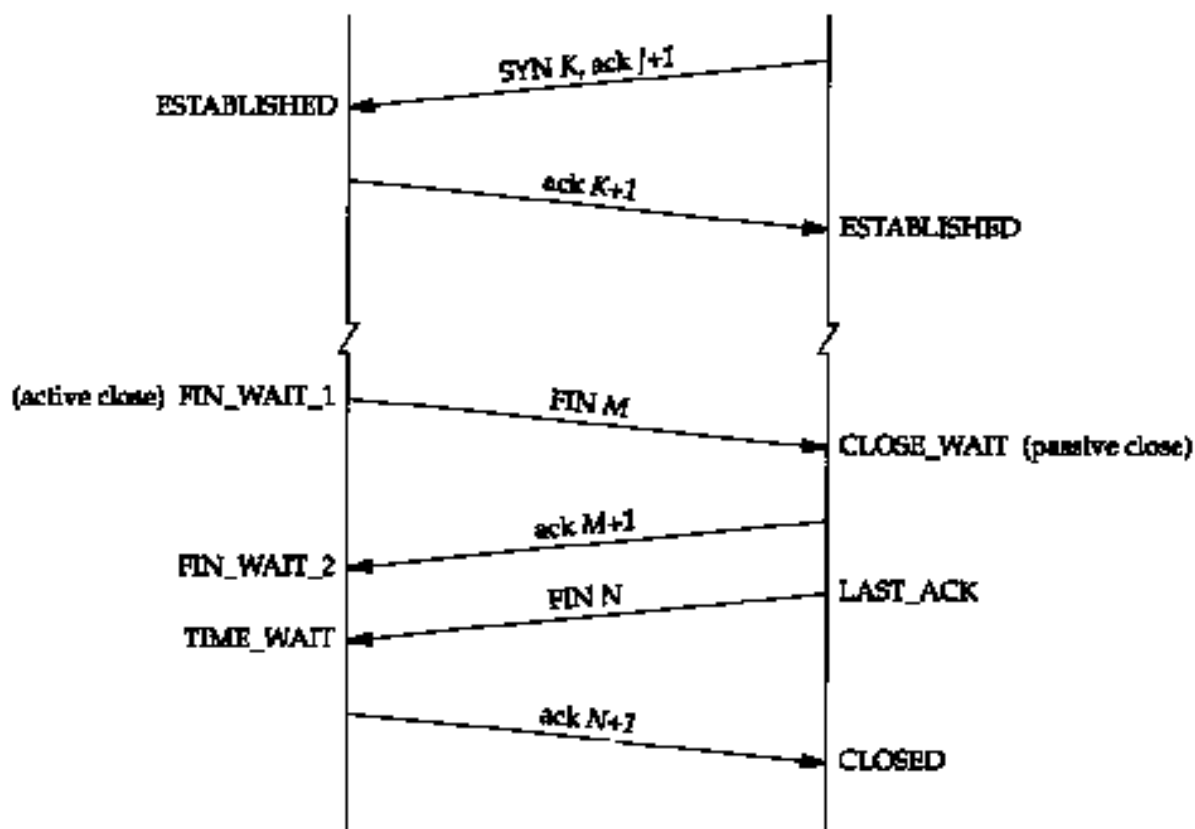 SYN K, ack J+1
ESTABLISHED
ack K+1
ESTABLISHED
(active close) FIN_WAIT_1
FIN M
CLOSE_WAIT (passive close)
ack M+1
FIN_WAIT_2
FIN N
LAST_ACK
TIME_WAIT
ack N+1
CLOSED